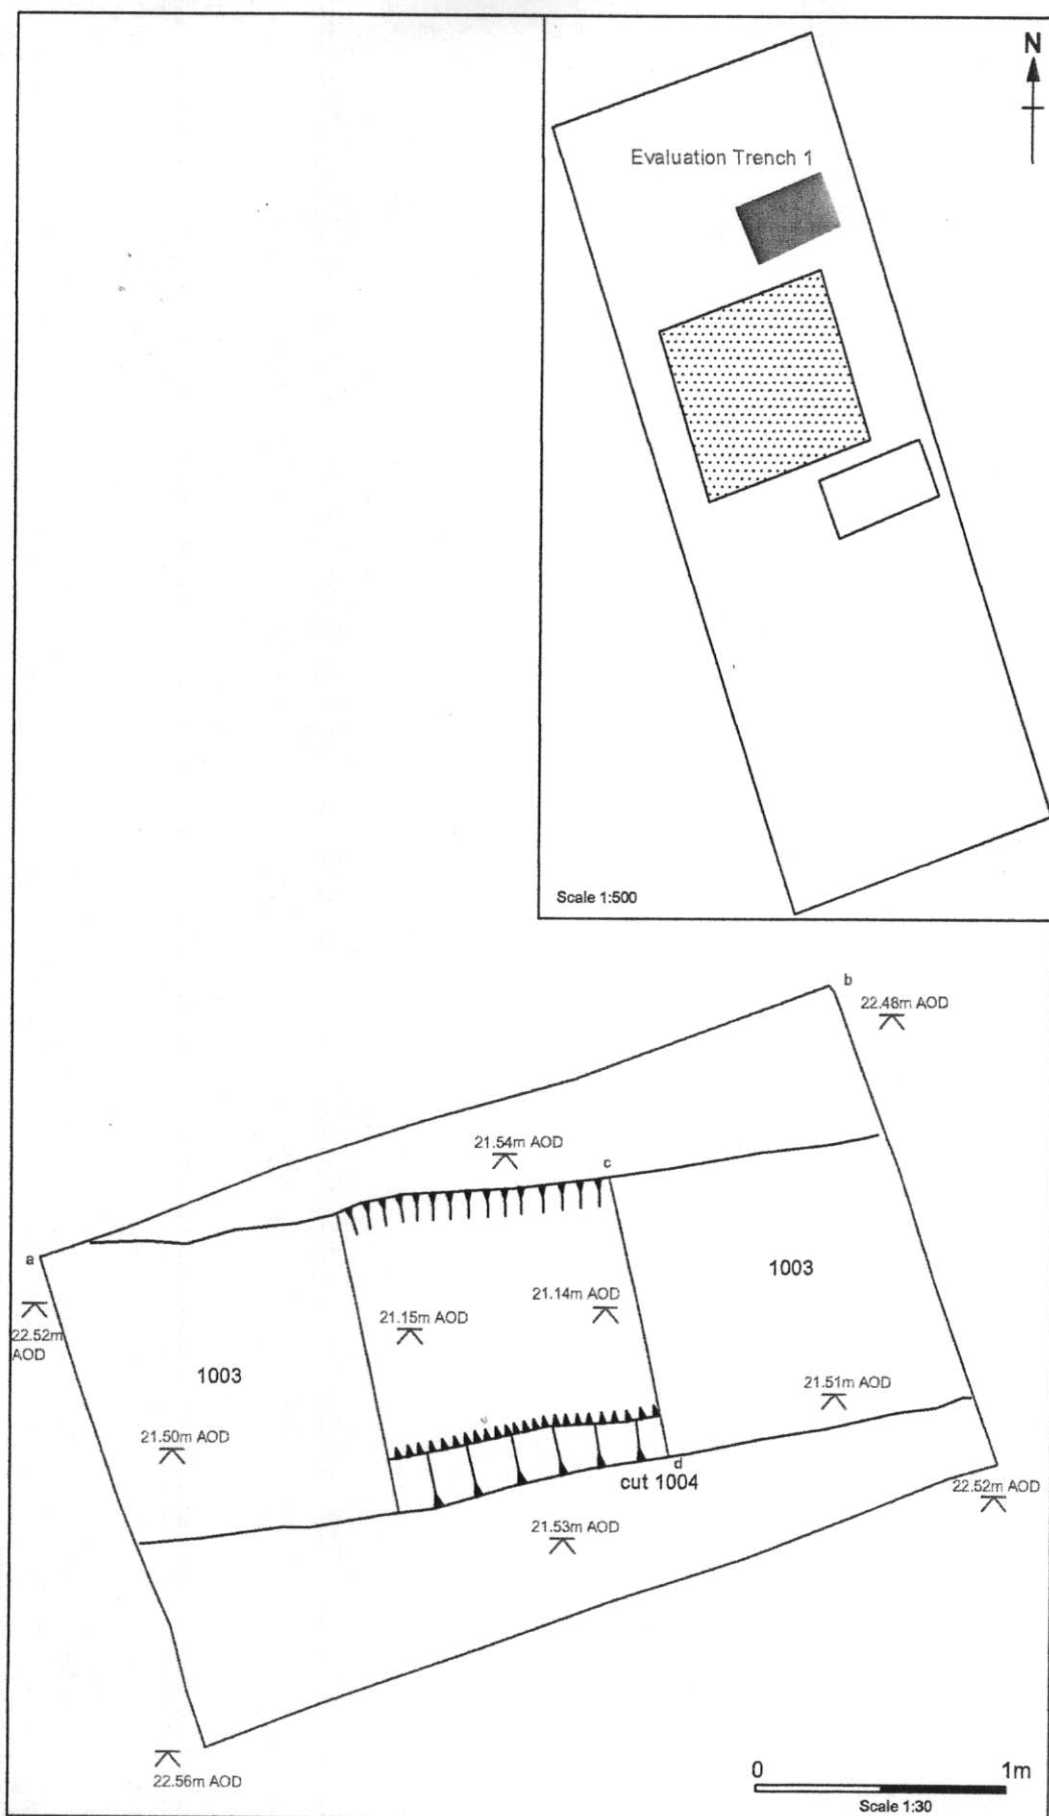 N
Evaluation Trench 1
Scale 1:500
b
22.48m AOD
21.54m AOD
c
a
22.52m
AOD
1003
21.15m AOD
21.14m AOD
1003
21.50m AOD
21.51m AOD
d
cut 1004
22.52m AOD
21.53m AOD
22.56m AOD
0 1m
Scale 1:30